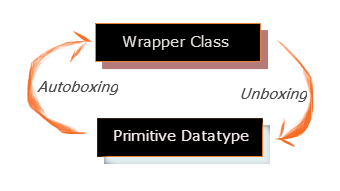 Wrapper Class
Autoboxing
Unboxing
Primitive Datatype